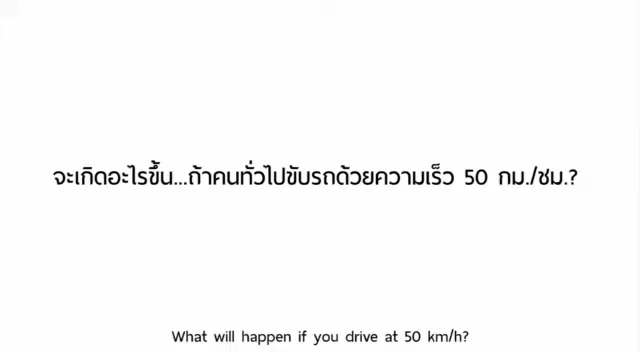 จะเกิดอะไรขึ้น...ถ้าคนทั่วไปขับรถด้วยความเร็ว 50 กม./ชม.?
What will happen if you drive at 50 km/h?